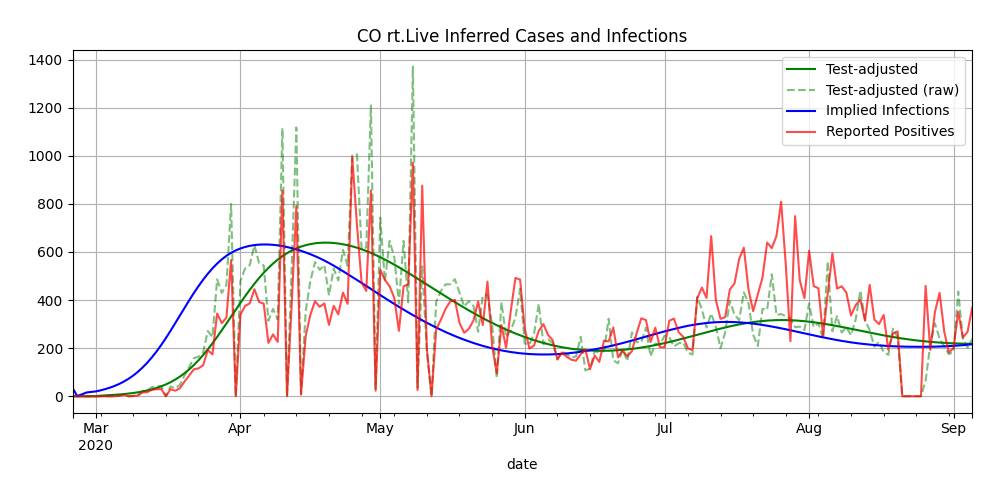 CO rt.Live Inferred Cases and Infections
1400
1200
1000
800
600
400
200
0
Test-adjusted
Test-adjusted (raw)
Implied Infections
Reported Positives
Mar Apr May Jun Jul Aug Sep
2020
date